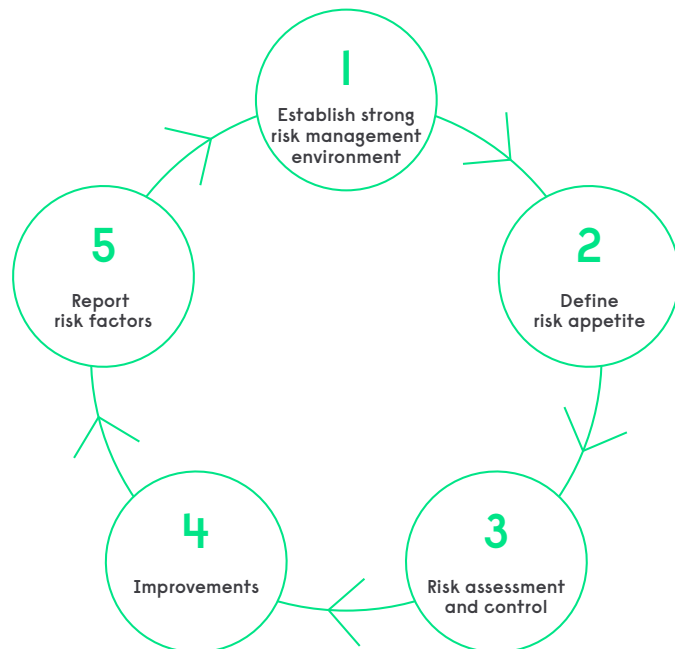 1
Establish strong
risk management
environment
2
Define
risk appetite
3
Risk assessment
and control
4
Improvements
5
Report
risk factors